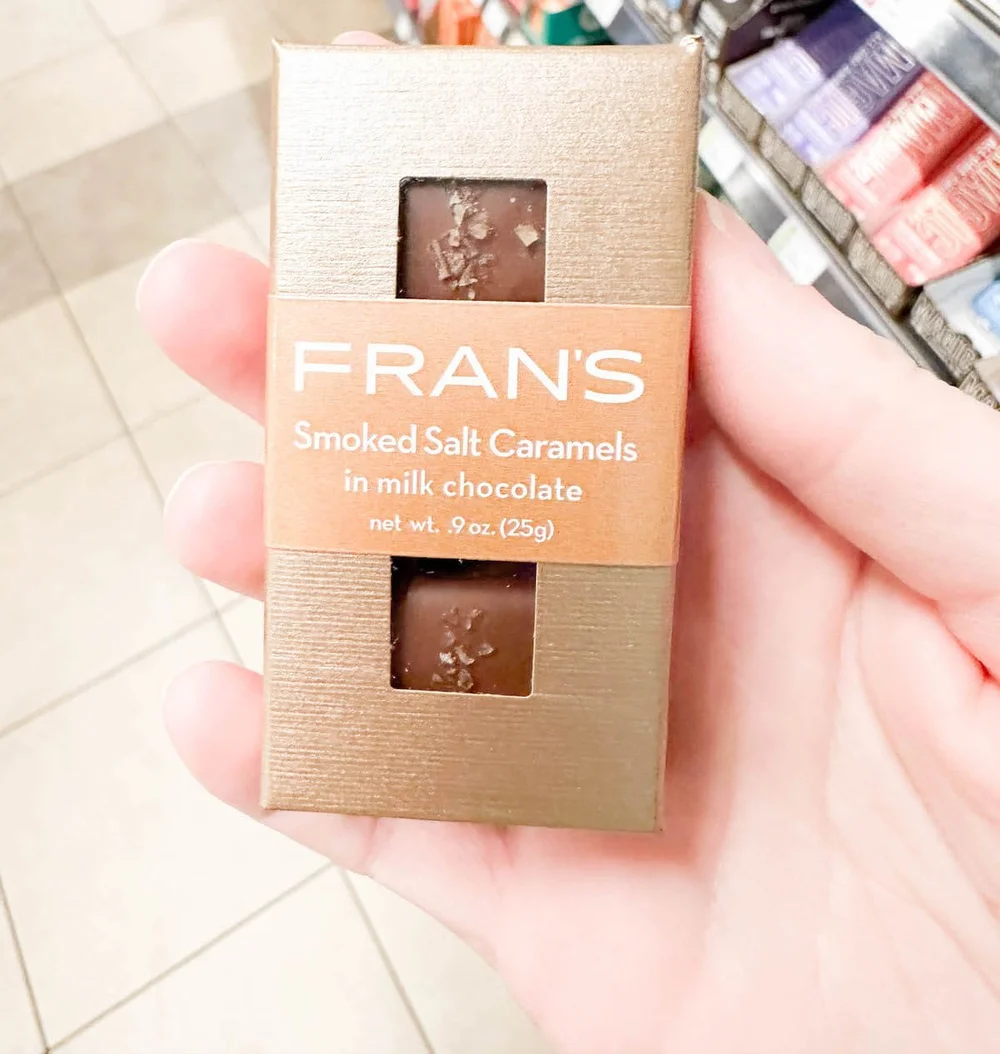 FRAN'S
Smoked Salt Caramels
in milk chocolate
net wt. .9 oz. (25g)